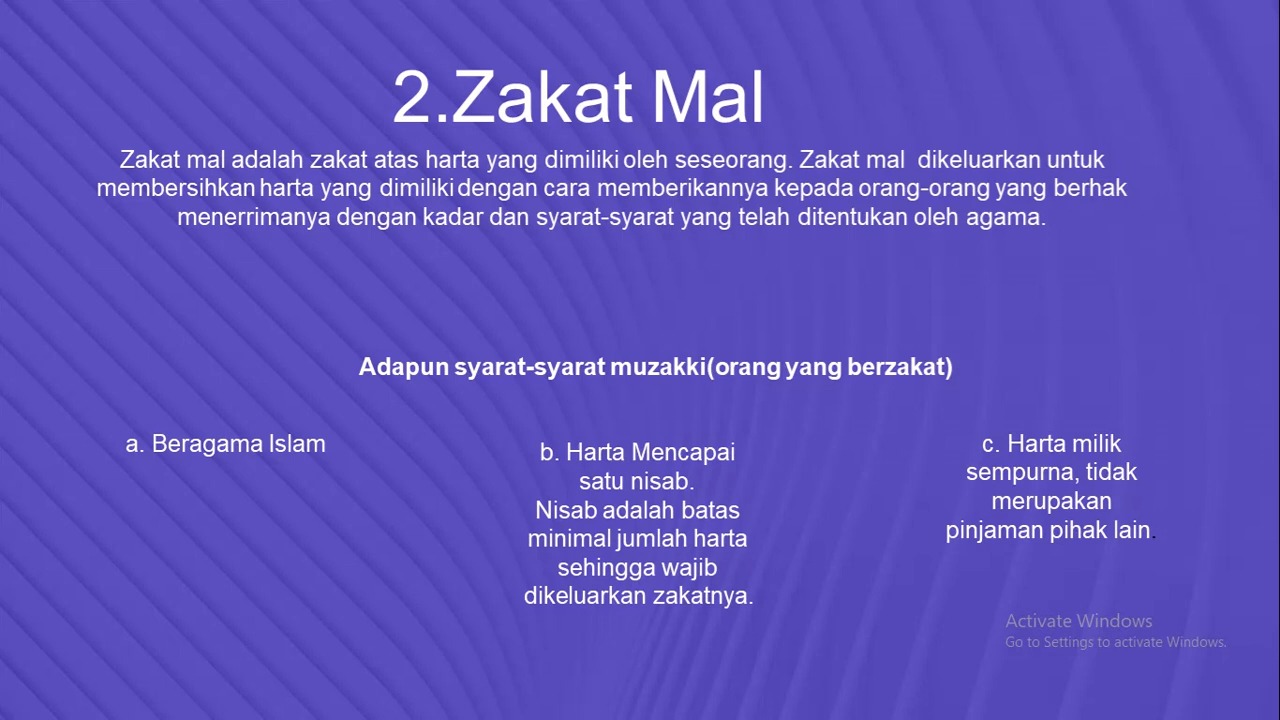 2.Zakat Mal
Zakat mal adalah zakat atas harta yang dimiliki oleh seseorang. Zakat mal  dikeluarkan untuk
membersihkan harta yang dimiliki dengan cara memberikannya kepada orang-orang yang berhak
menerrimanya dengan kadar dan syarat-syarat yang telah ditentukan oleh agama.
Adapun syarat-syarat muzakki(orang yang berzakat)
a. Beragama Islam
b. Harta Mencapai
satu nisab.
Nisab adalah batas
minimal jumlah harta
sehingga wajib
dikeluarkan zakatnya.
c. Harta milik
sempurna, tidak
merupakan
pinjaman pihak lain.
Activate Windows
Go to Settings to activate Windows.